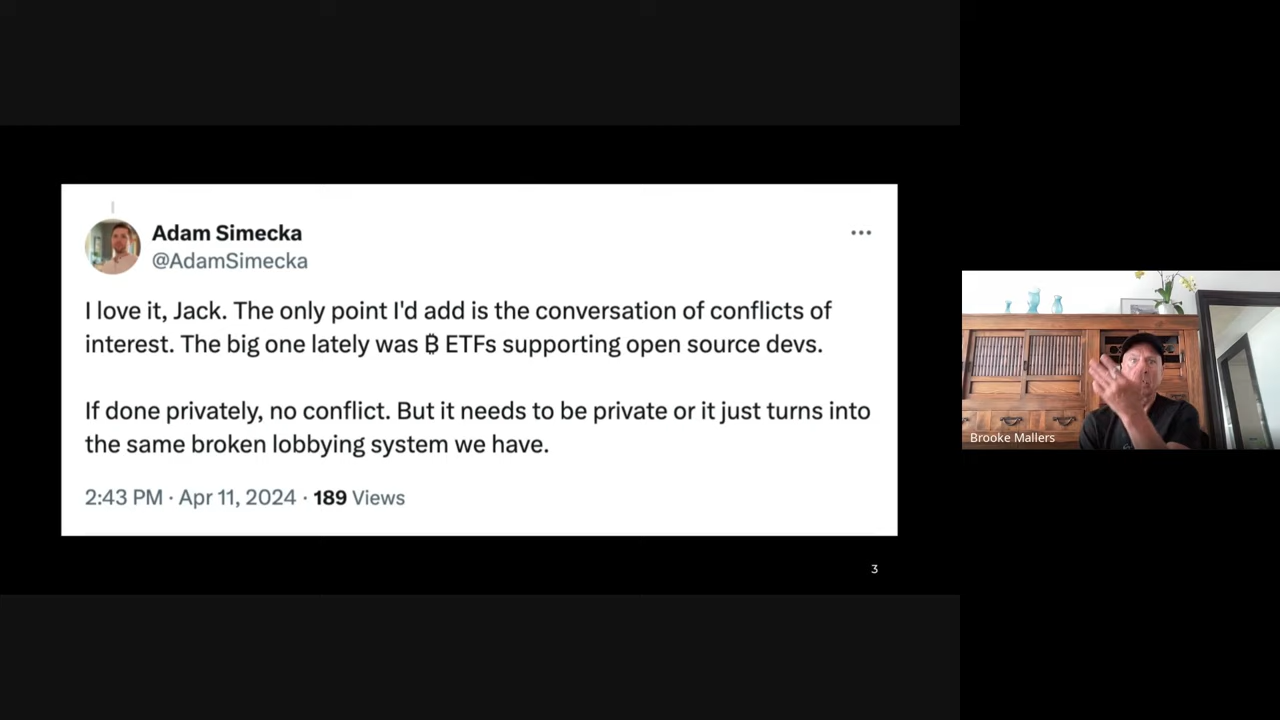 Adam Simecka
@AdamSimecka
I love it, Jack. The only point I'd add is the conversation of conflicts of
interest. The big one lately was ₿ ETFs supporting open source devs.
If done privately, no conflict. But it needs to be private or it just turns into
the same broken lobbying system we have.
2:43 PM · Apr 11, 2024 · 189 Views
3
Brooke Mallers